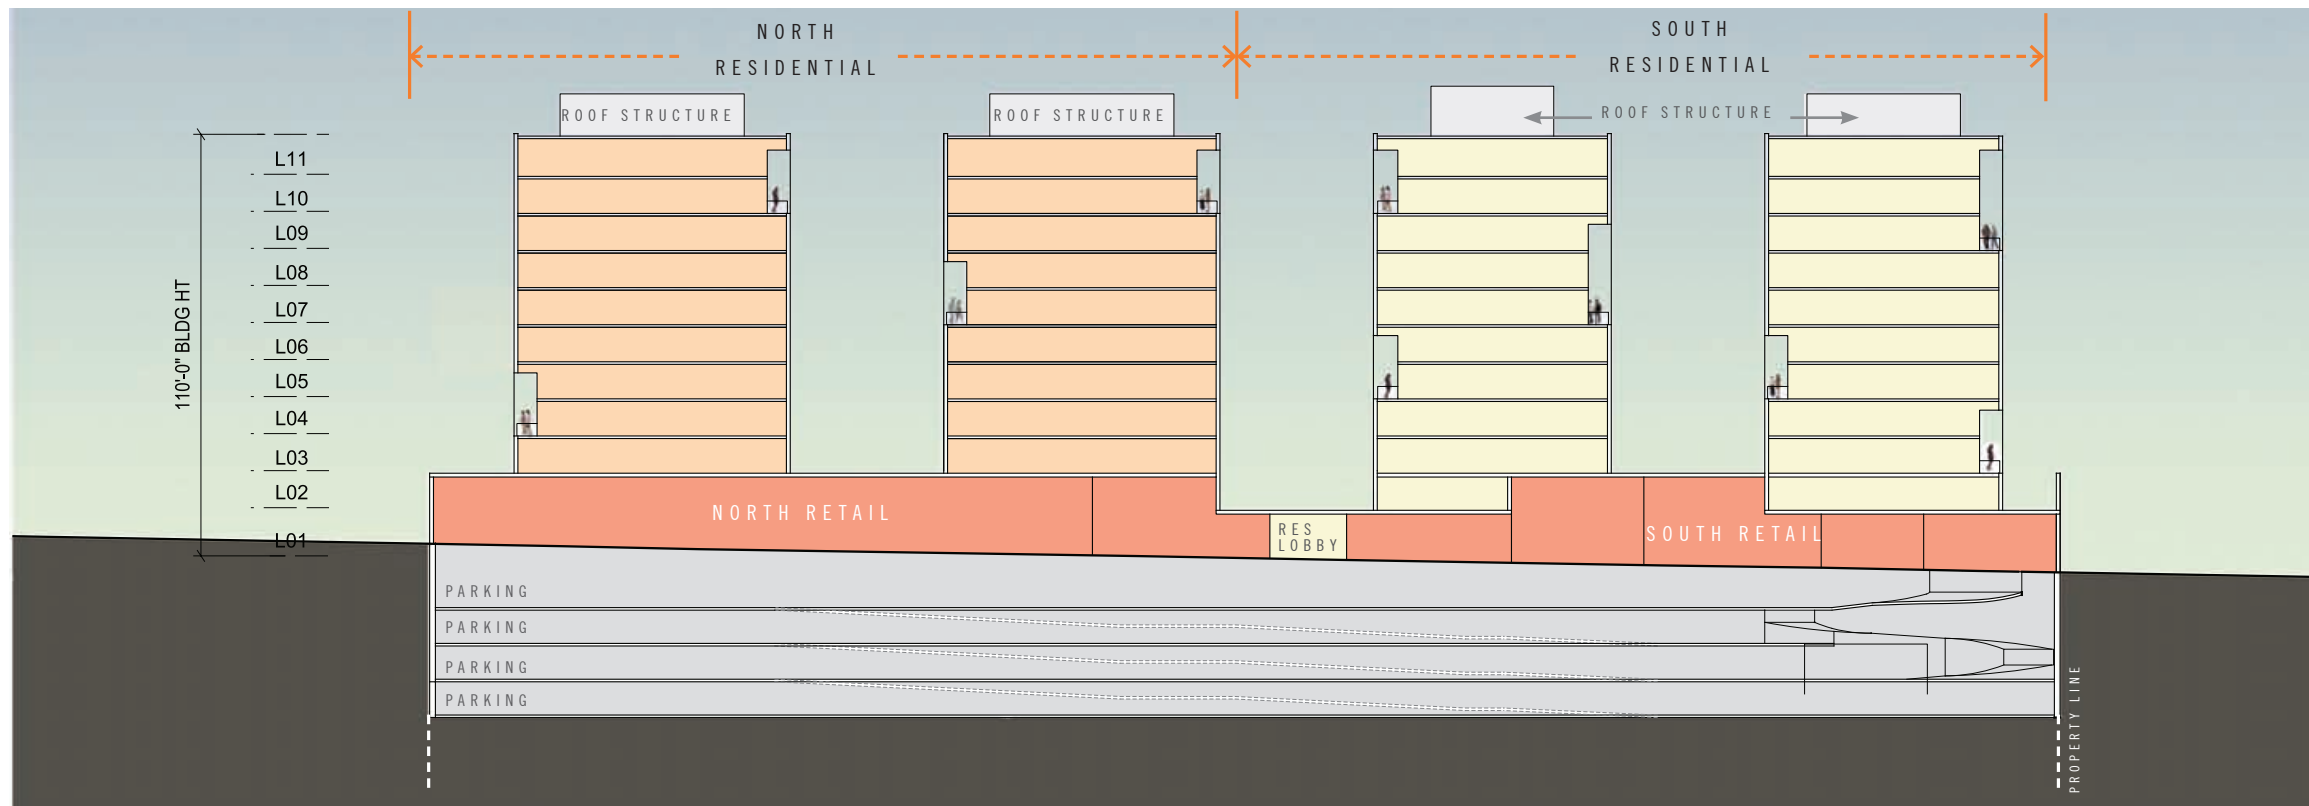 NORTH
RESIDENTIAL
SOUTH
RESIDENTIAL
ROOF STRUCTURE
ROOF STRUCTURE
ROOF STRUCTURE
110'-0" BLDG HT
L11
L10
L09
L08
L07
L06
L05
L04
L03
L02
L01
NORTH RETAIL
RES
LOBBY
SOUTH RETAIL
PARKING
PARKING
PARKING
PARKING
PROPERTY LINE